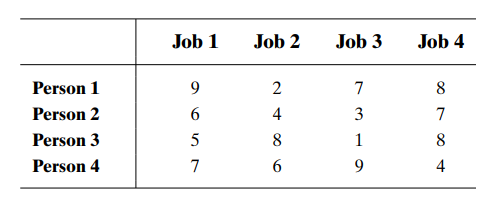 Job 1 Job 2 Job 3 Job 4
Person 1 9 2 7 8
Person 2 6 4 3 7
Person 3 5 8 1 8
Person 4 7 6 9 4